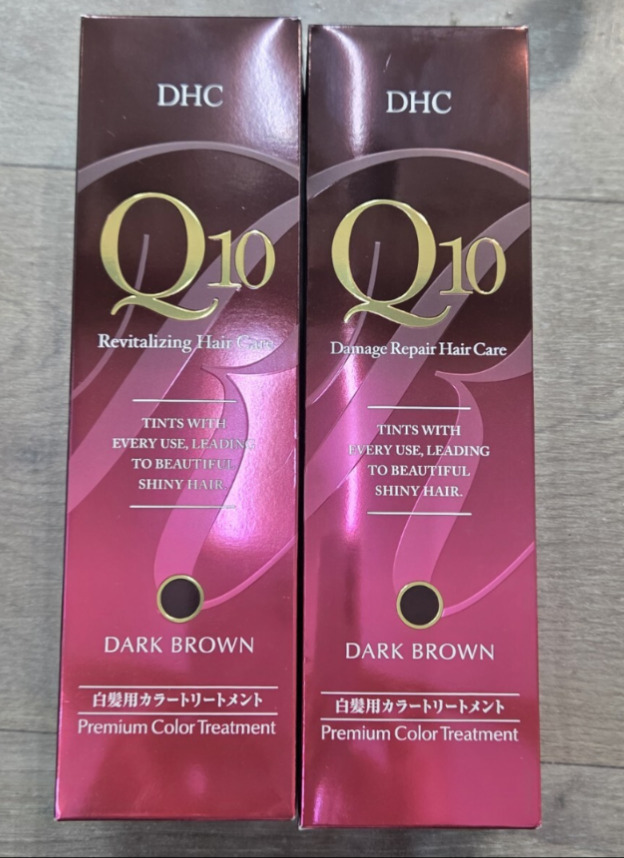 DHC
Q10
Revitalizing Hair Care
TINTS WITH
EVERY USE, LEADING
TO BEAUTIFUL
SHINY HAIR.
DARK BROWN
白髪用カラートリートメント
Premium Color Treatment
DHC
Q10
Damage Repair Hair Care
TINTS WITH
EVERY USE, LEADING
TO BEAUTIFUL
SHINY HAIR.
DARK BROWN
白髪用カラートリートメント
Premium Color Treatment